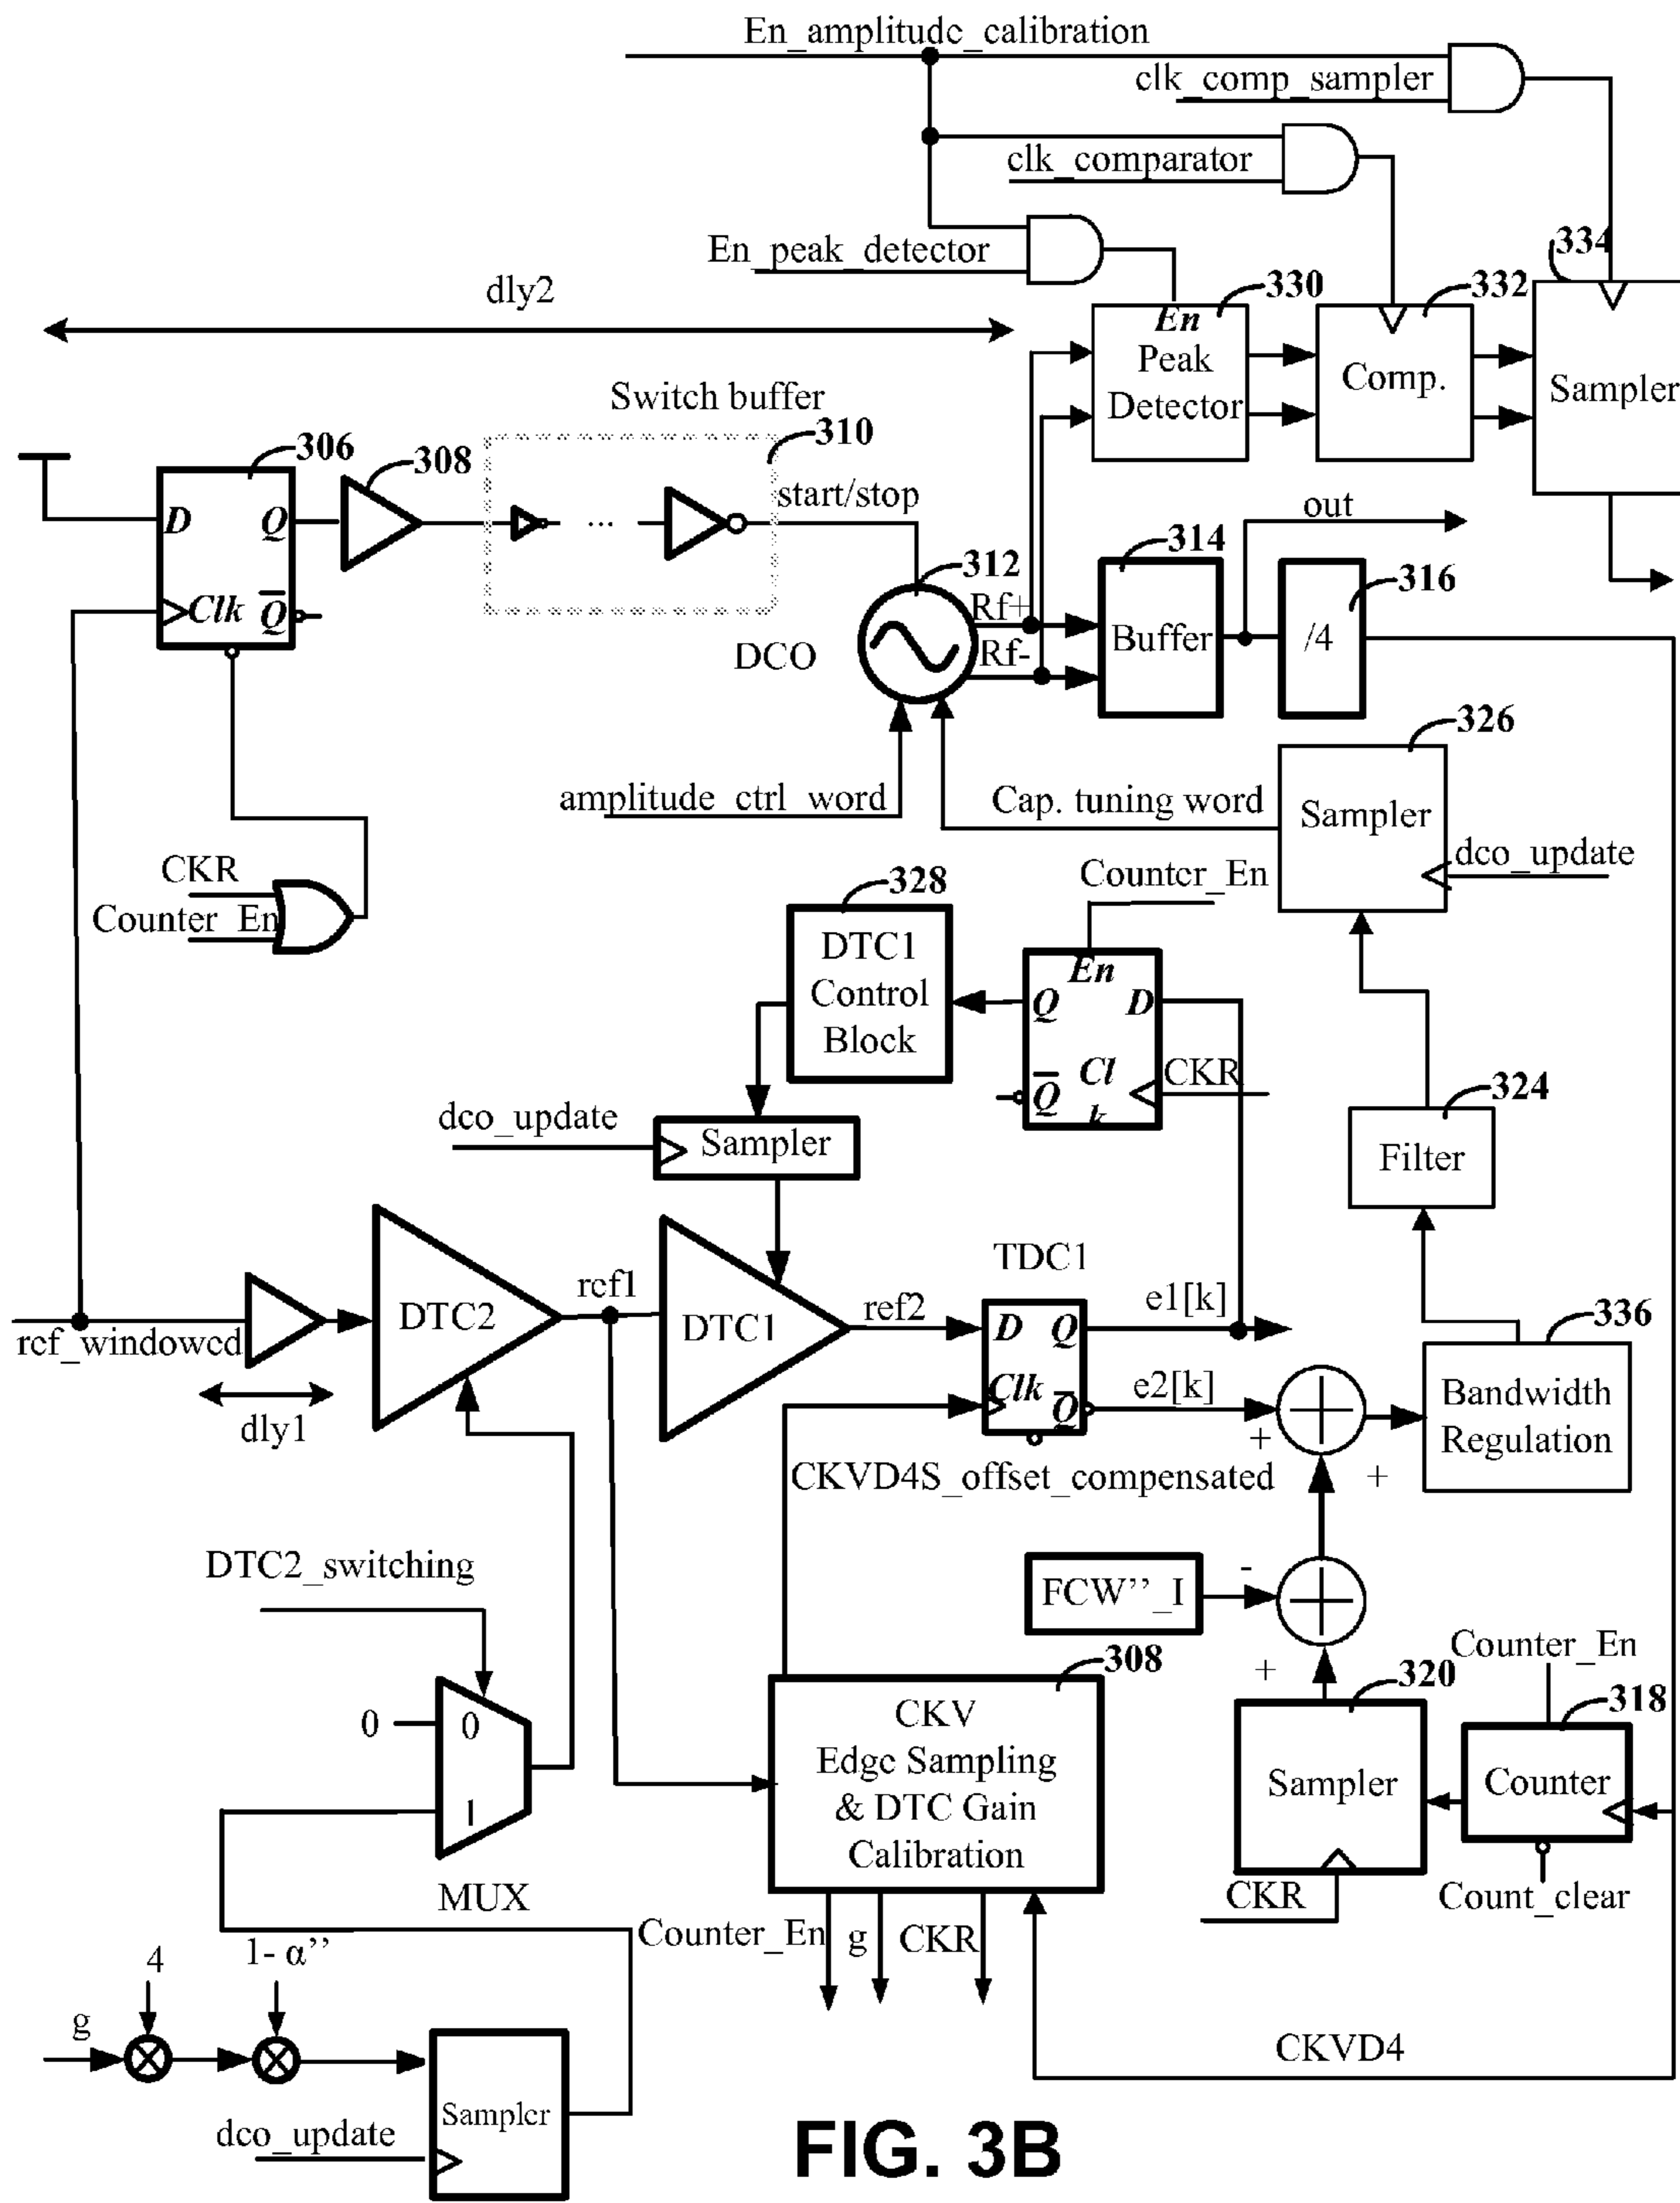 En_amplitude_calibration
clk_comp_sampler
clk_comparator
En_peak_detector
dly2
330
332
334
En
Peak
Detector
Comp.
Sampler
Switch buffer
306
308
310
start/stop
D
Q
Clk
Q
...
out
312
314
316
Rf+
Rf-
DCO
Buffer
/4
326
amplitude_ctrl_word
Cap. tuning word
Sampler
dco_update
CKR
Counter_En
328
Counter_En
DTC1
Control
Block
En
Q
D
Q
Cl
k
CKR
324
Filter
dco_update
Sampler
TDC1
ref_windowed
dly1
DTC2
ref1
DTC1
ref2
D
Q
Clk
Q
e1[k]
e2[k]
336
Bandwidth
Regulation
+
+
CKVD4S_offset_compensated
DTC2_switching
FCW’’_I
-
+
308
320
Counter_En
318
0
0
1
MUX
CKV
Edge Sampling
& DTC Gain
Calibration
Sampler
Counter
CKR
Count_clear
Counter_En
g
CKR
4
1- α’’
g
Sampler
dco_update
CKVD4
FIG. 3B